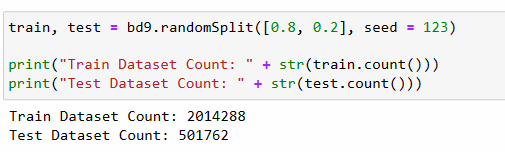 train, test = bd9.randomSplit([0.8, 0.2], seed = 123)
print("Train Dataset Count: " + str(train.count()))
print("Test Dataset Count: " + str(test.count()))
Train Dataset Count: 2014288
Test Dataset Count: 501762